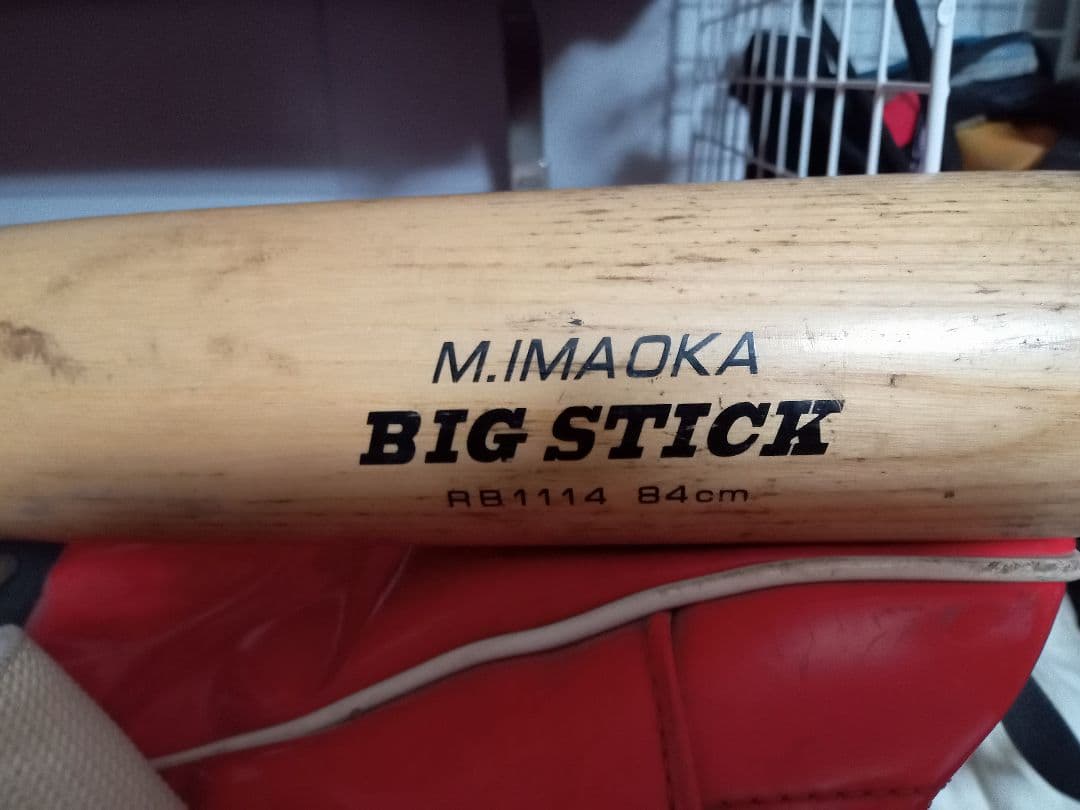 M.IMAOKA
BIG STICK
RB1114 84cm